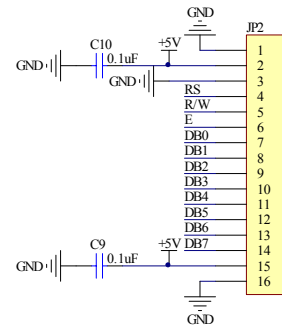 GND
JP2
C10
+5V
1
GND
0.1uF
2
GND
3
RS
4
R/W
5
E
6
DB0
7
DB1
8
DB2
9
DB3
10
DB4
11
DB5
12
C9
+5V
DB6
13
0.1uF
DB7
14
GND
15
16
GND